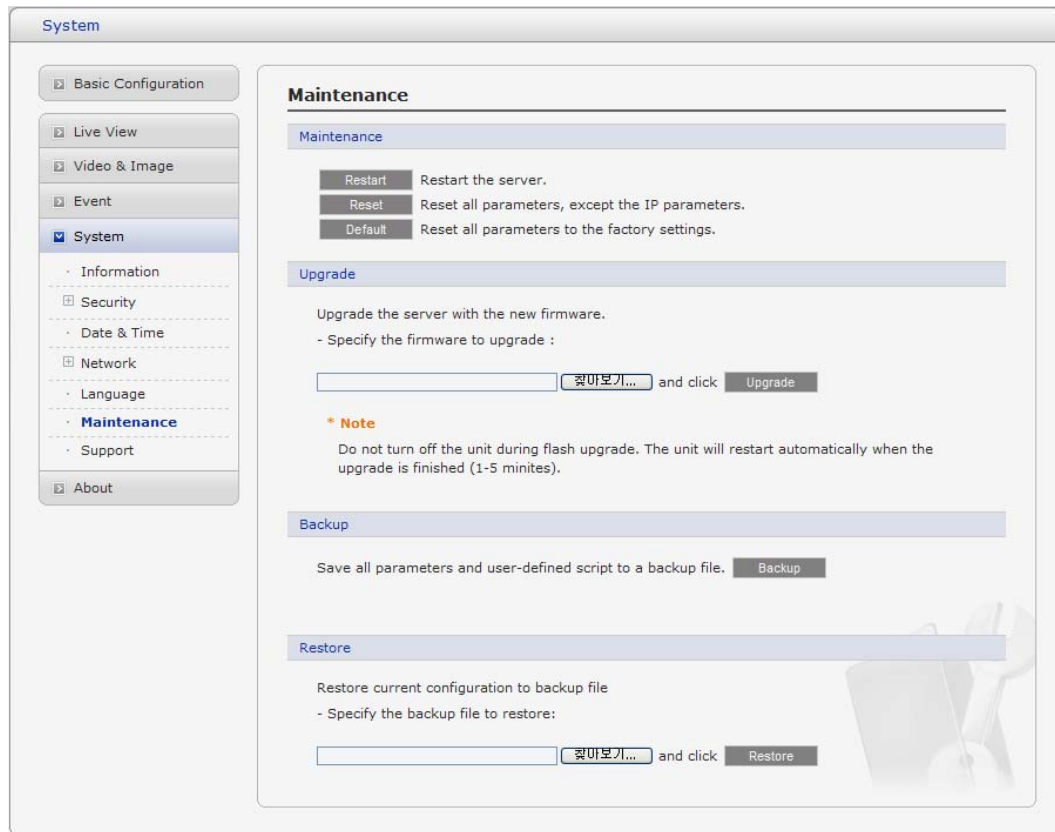 System
Basic Configuration
Live View
Video & Image
Event
System
· Information
Security
· Date & Time
Network
· Language
· Maintenance
· Support
About
Maintenance
Maintenance
Restart Restart the server.
Reset Reset all parameters, except the IP parameters.
Default Reset all parameters to the factory settings.
Upgrade
Upgrade the server with the new firmware.
- Specify the firmware to upgrade :
찾아보기... and click Upgrade
* Note
Do not turn off the unit during flash upgrade. The unit will restart automatically when the
upgrade is finished (1-5 minites).
Backup
Save all parameters and user-defined script to a backup file. Backup
Restore
Restore current configuration to backup file
- Specify the backup file to restore:
찾아보기... and click Restore